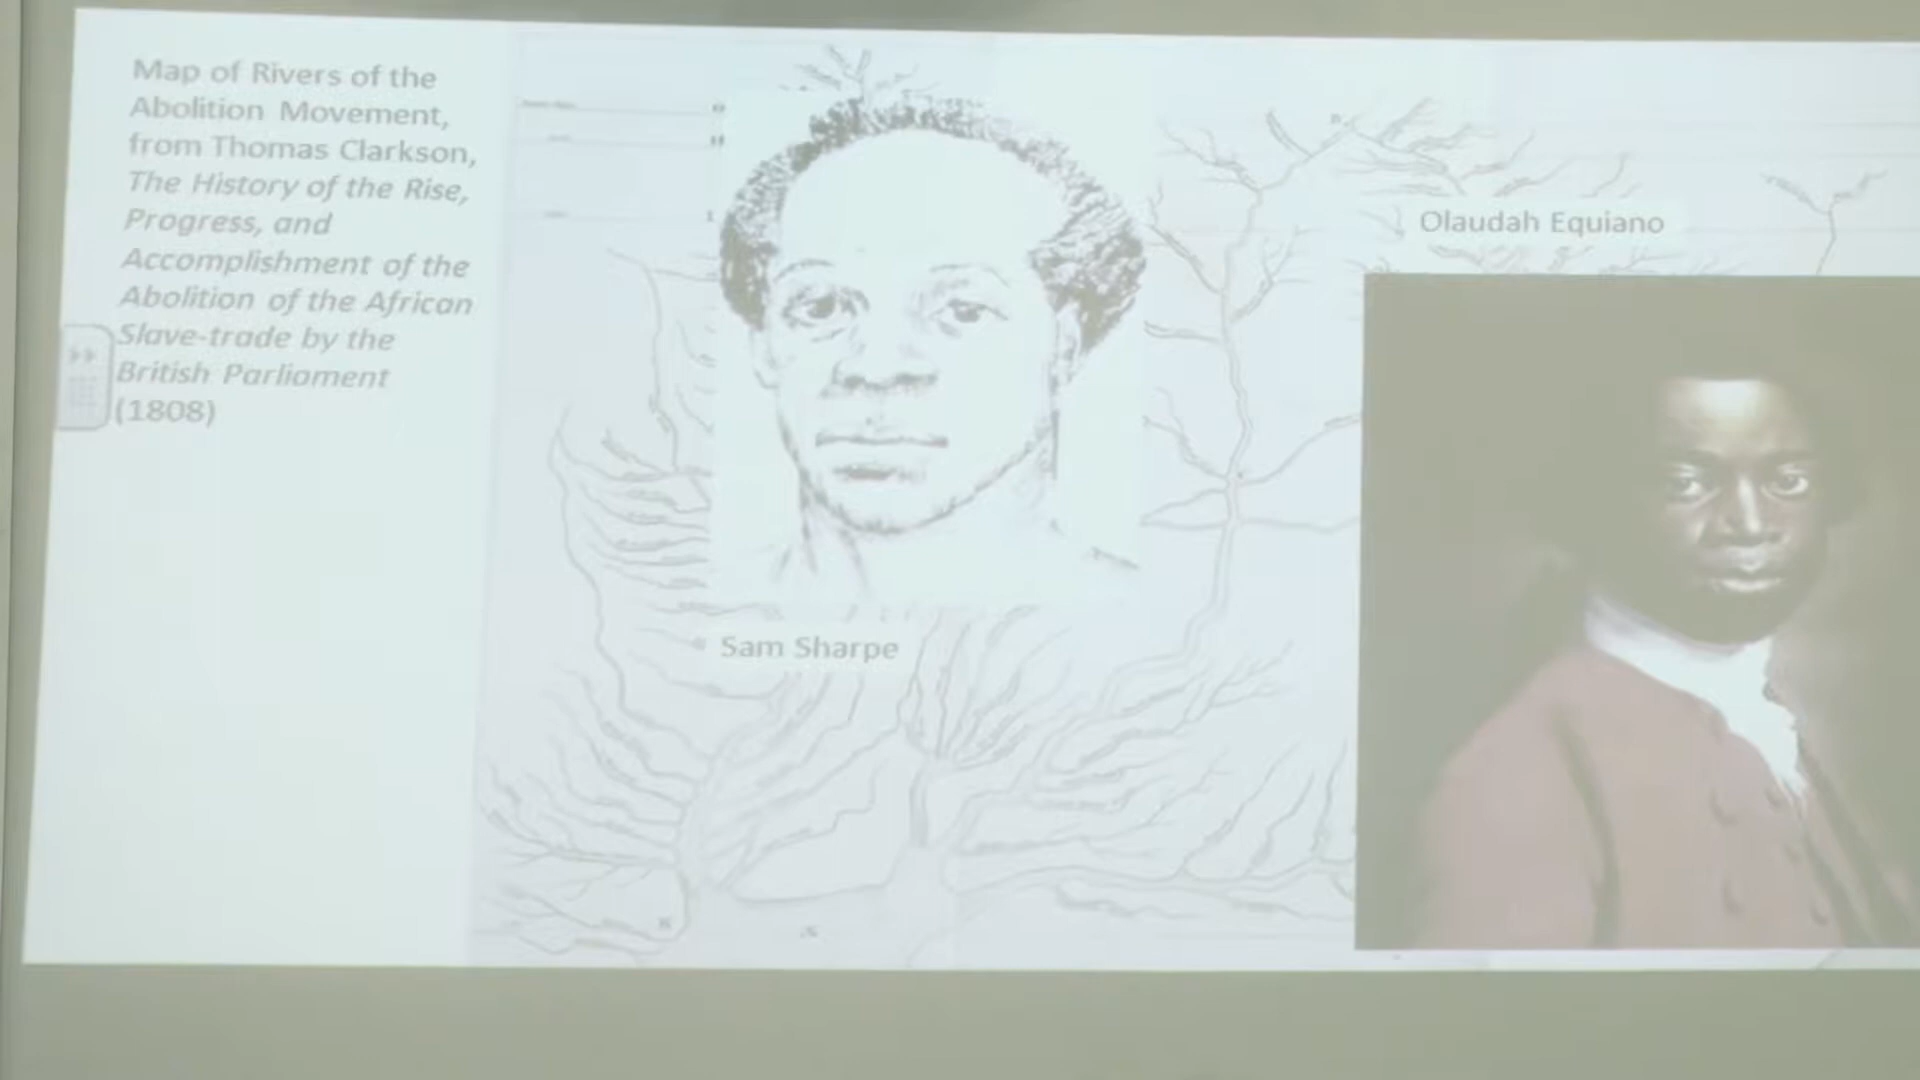 Map of Rivers of the
Abolition Movement,
from Thomas Clarkson,
The History of the Rise,
Progress, and
Accomplishment of the
Abolition of the African
Slave-trade by the
British Parliament
(1808)
Olaudah Equiano
Sam Sharpe